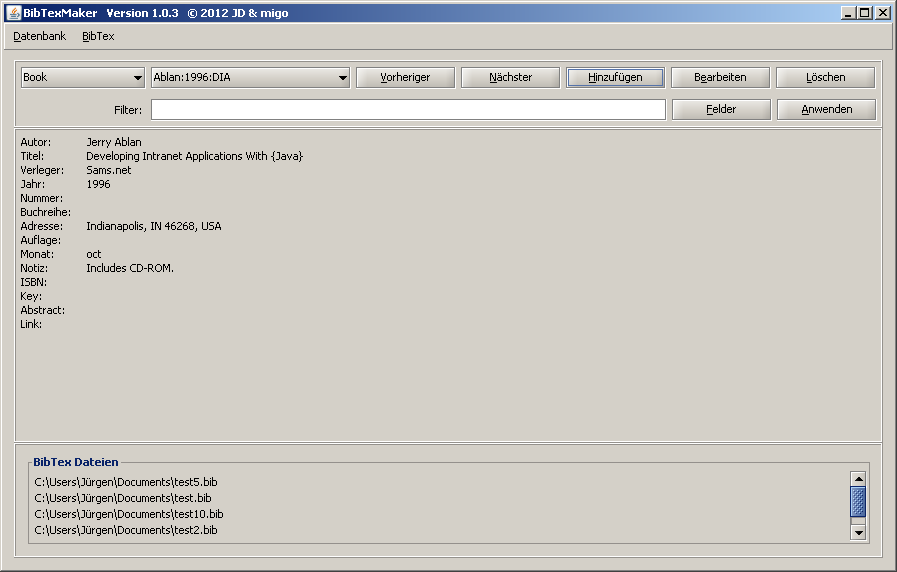 BibTexMaker Version 1.0.3 © 2012 JD & migo
Datenbank BibTex
Book Ablan:1996:DIA Vorheriger Nächster Hinzufügen Bearbeiten Löschen
Filter: Felder Anwenden
Autor: Jerry Ablan
Titel: Developing Intranet Applications With {Java}
Verleger: Sams.net
Jahr: 1996
Nummer:
Buchreihe:
Adresse: Indianapolis, IN 46268, USA
Auflage:
Monat: oct
Notiz: Includes CD-ROM.
ISBN:
Key:
Abstract:
Link:
BibTex Dateien
C:\Users\Jürgen\Documents\test5.bib
C:\Users\Jürgen\Documents\test.bib
C:\Users\Jürgen\Documents\test10.bib
C:\Users\Jürgen\Documents\test2.bib